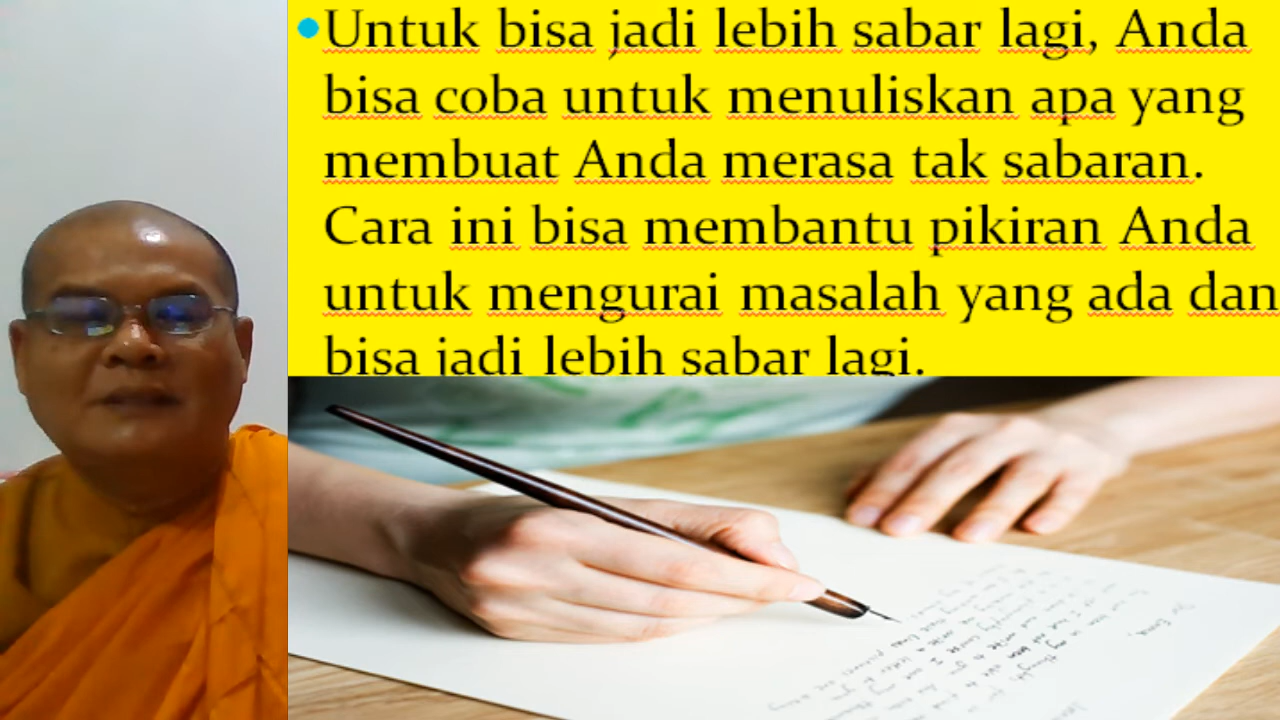 Untuk bisa jadi lebih sabar lagi, Anda
bisa coba untuk menuliskan apa yang
membuat Anda merasa tak sabaran.
Cara ini bisa membantu pikiran Anda
untuk mengurai masalah yang ada dan
bisa jadi lebih sabar lagi.